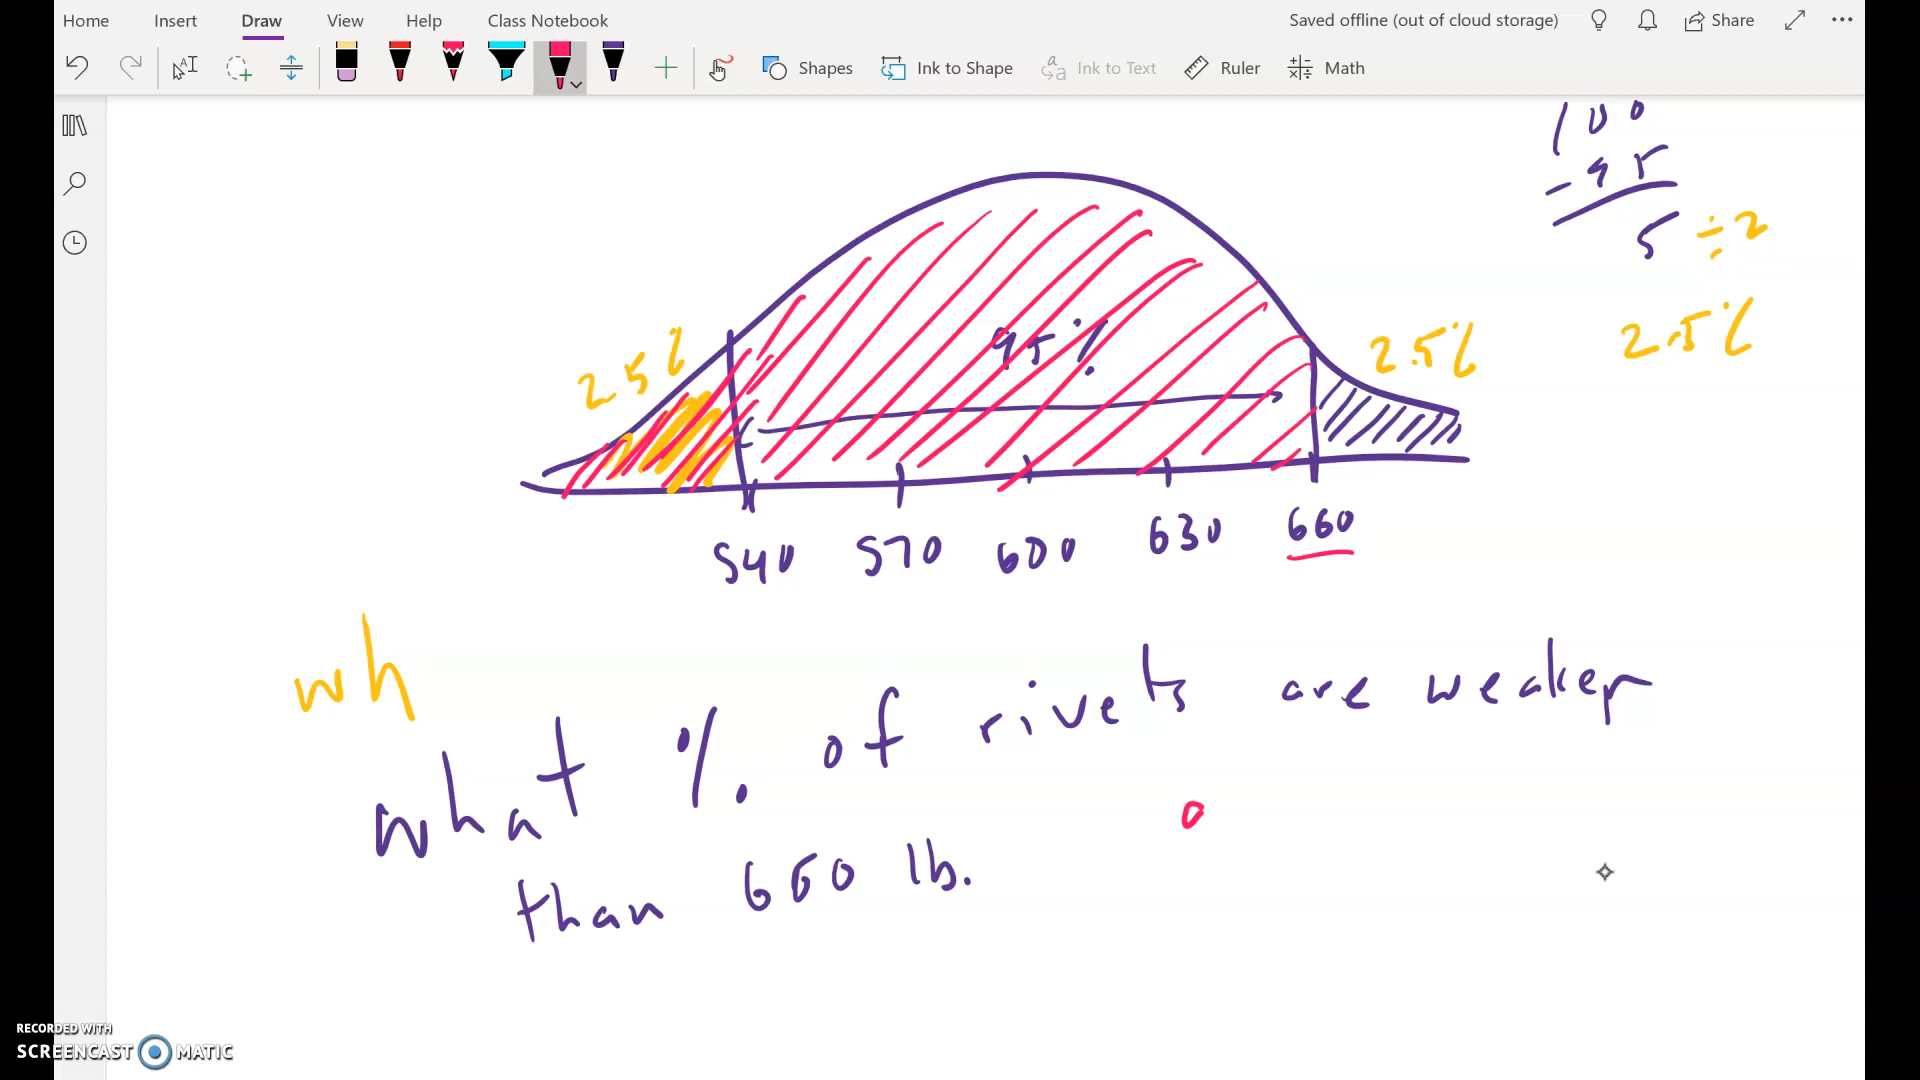 Home Insert Draw View Help Class Notebook Saved offline (out of cloud storage) Share
Shapes Ink to Shape Ink to Text Ruler Math
100
- 95
5 ÷ 2
2.5%
2.5%
2.5%
95%
540 570 600 630 660
wh
what % of rivets are weaker
than 660 lb.
0
RECORDED WITH
SCREENCAST MATIC